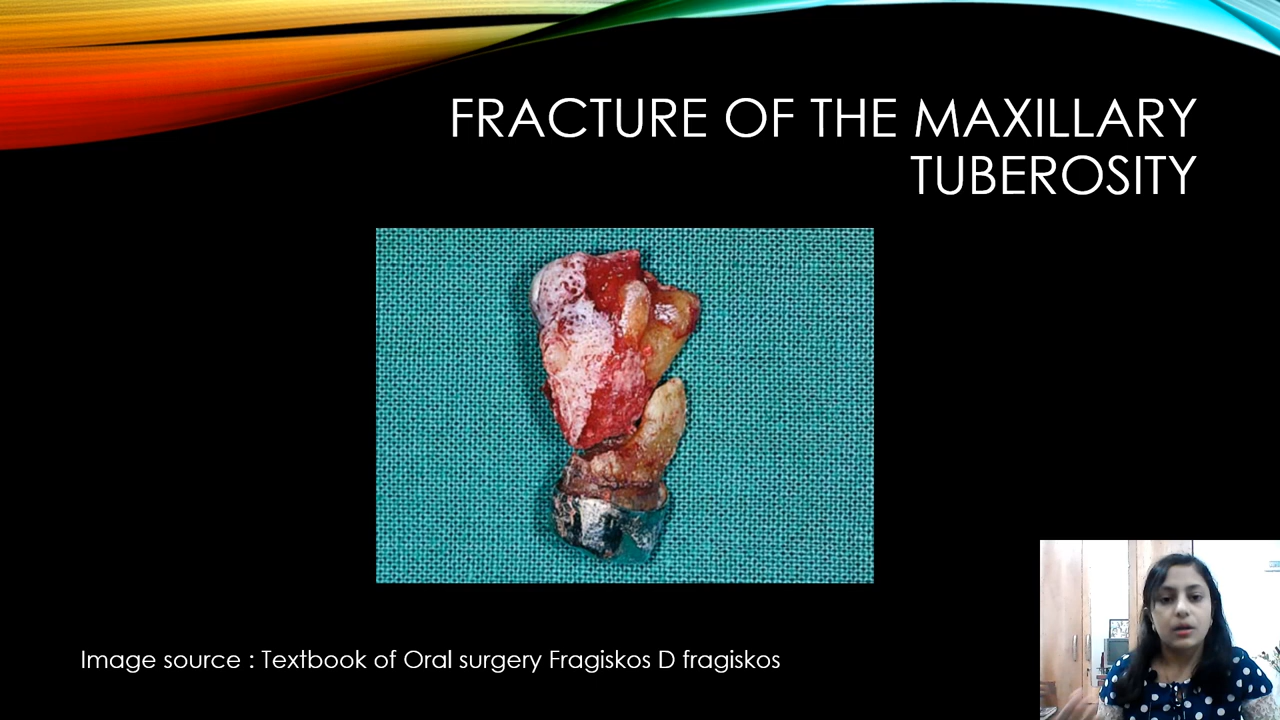 FRACTURE OF THE MAXILLARY
TUBEROSITY
Image source : Textbook of Oral surgery Fragiskos D fragiskos